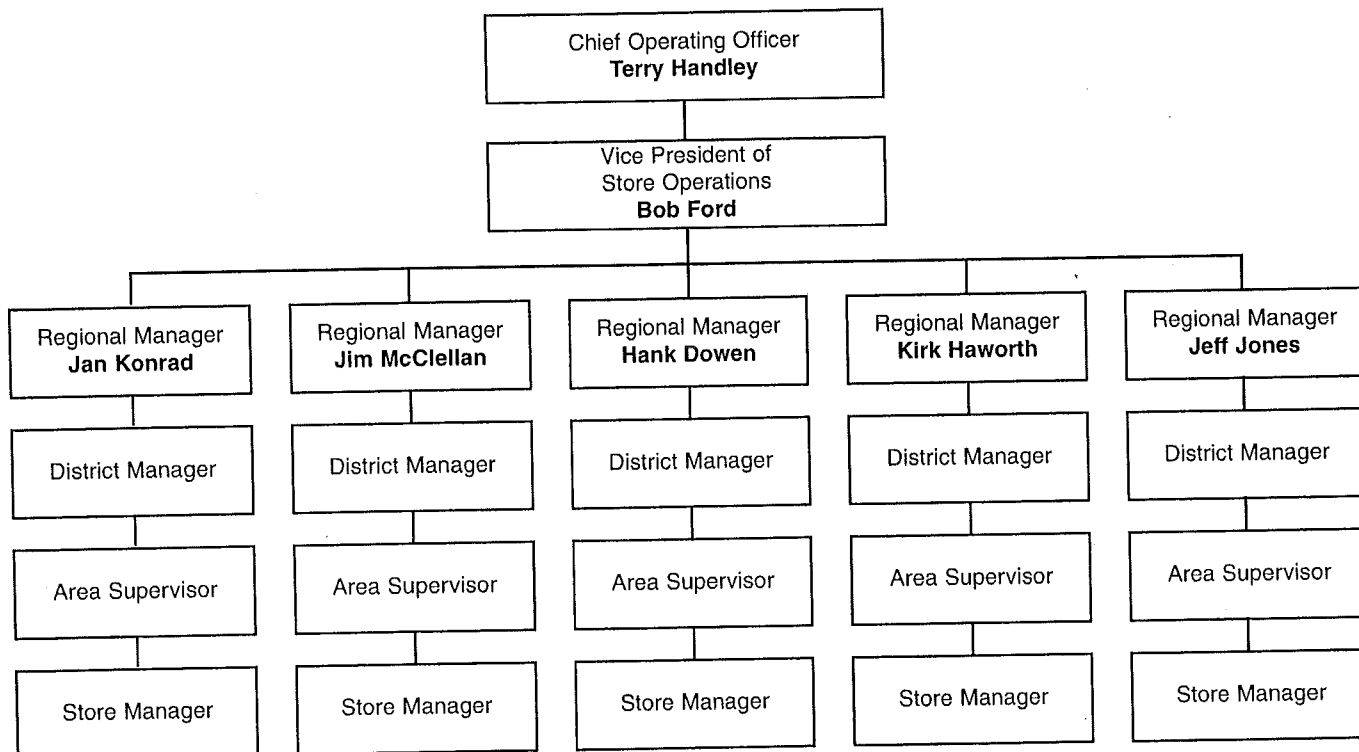 Chief Operating Officer
Terry Handley
Vice President of
Store Operations
Bob Ford
Regional Manager
Jan Konrad
Regional Manager
Jim McClellan
Regional Manager
Hank Dowen
Regional Manager
Kirk Haworth
Regional Manager
Jeff Jones
District Manager
District Manager
District Manager
District Manager
District Manager
Area Supervisor
Area Supervisor
Area Supervisor
Area Supervisor
Area Supervisor
Store Manager
Store Manager
Store Manager
Store Manager
Store Manager